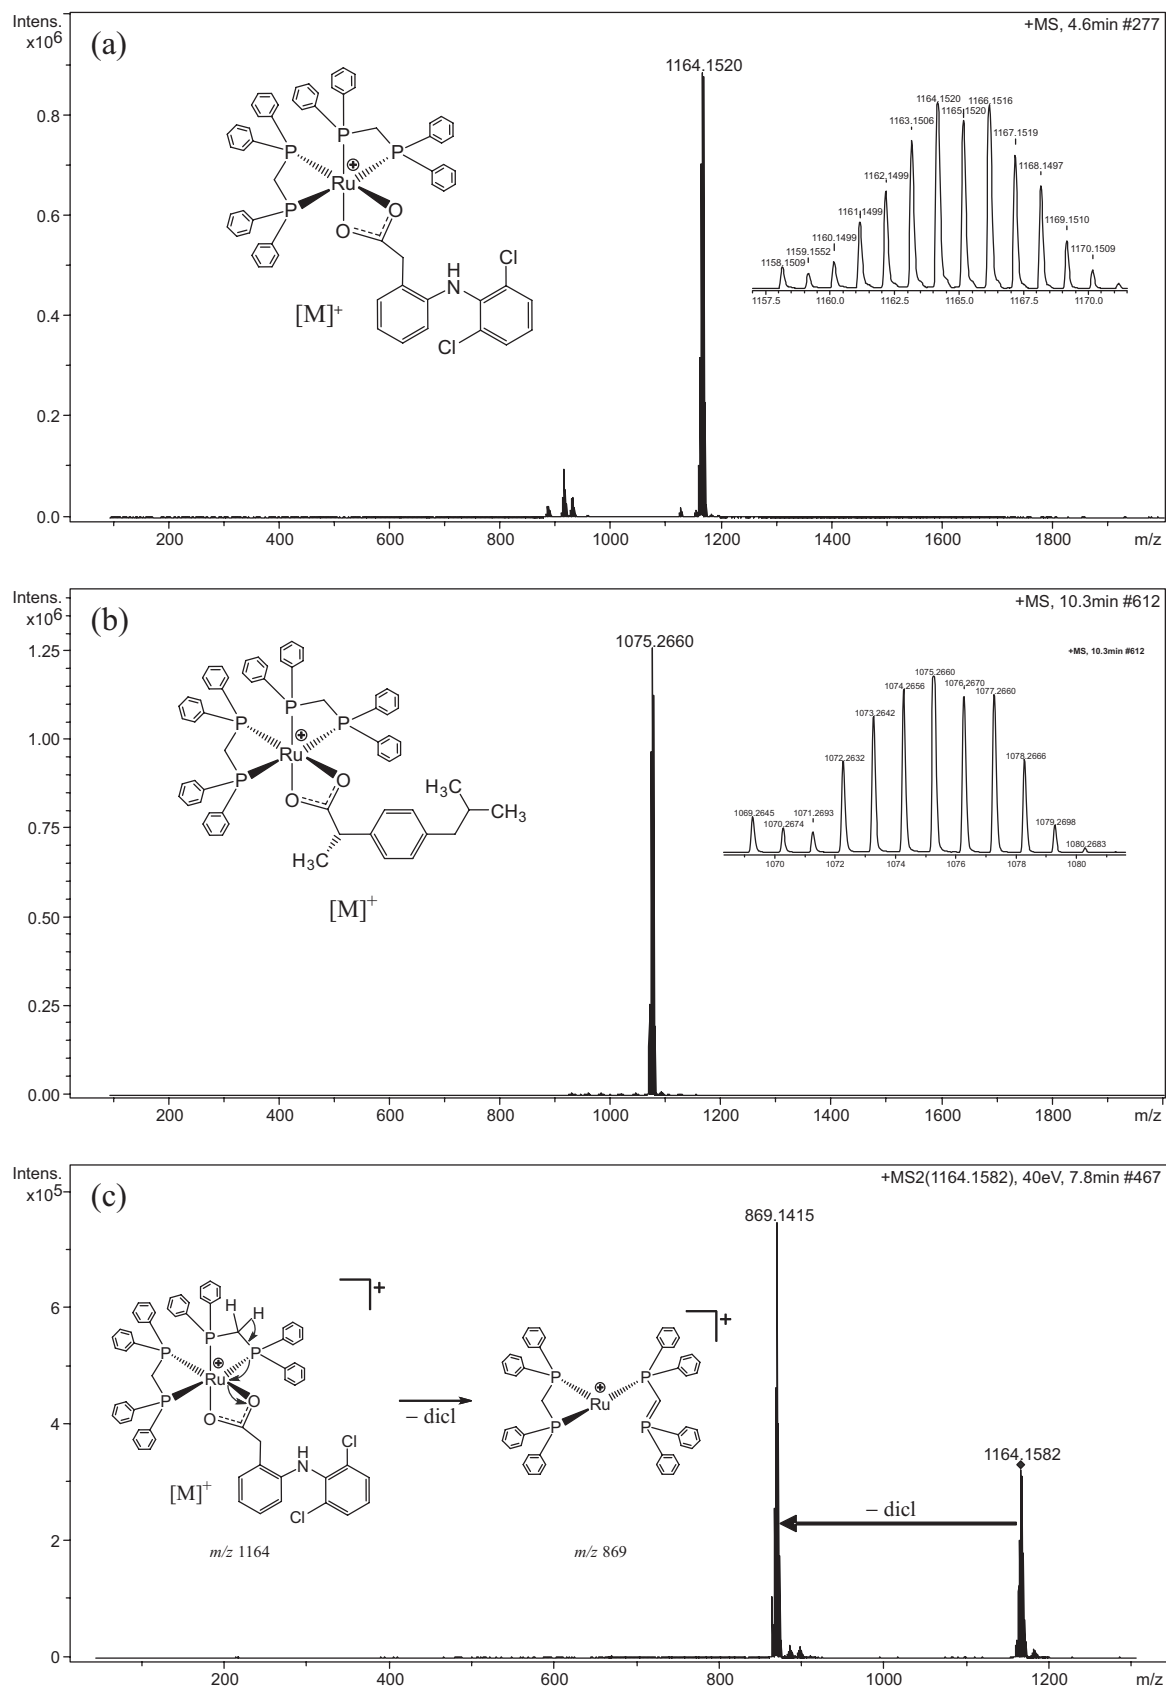 Intens.
x10⁶
(a)
+MS, 4.6min #277
1164.1520
0.8
0.6
0.4
0.2
0.0
200
400
600
800
1000
1200
1400
1600
1800
m/z
P
P
P
P
Ru
⊕
O
O
H
N
Cl
Cl
[M]⁺
1158.1509
1159.1552
1160.1499
1161.1499
1162.1499
1163.1506
1164.1520
1165.1520
1166.1516
1167.1519
1168.1497
1169.1510
1170.1509
1157.5
1160.0
1162.5
1165.0
1167.5
1170.0
Intens.
x10⁶
(b)
+MS, 10.3min #612
1075.2660
1.25
1.00
0.75
0.50
0.25
0.00
200
400
600
800
1000
1200
1400
1600
1800
m/z
P
P
P
P
Ru
⊕
O
O
H₃C
CH₃
CH₃
[M]⁺
+MS, 10.3min #612
1069.2645
1070.2674
1071.2693
1072.2632
1073.2642
1074.2656
1075.2660
1076.2670
1077.2660
1078.2666
1079.2698
1080.2683
1070
1072
1074
1076
1078
1080
Intens.
x10⁵
(c)
+MS2(1164.1582), 40eV, 7.8min #467
869.1415
1164.1582
6
4
2
0
200
400
600
800
1000
1200
m/z
+
H
H
P
P
P
P
Ru
⊕
O
O
H
N
Cl
Cl
[M]⁺
m/z 1164
– dicl
+
P
P
P
P
Ru
⊕
m/z 869
– dicl